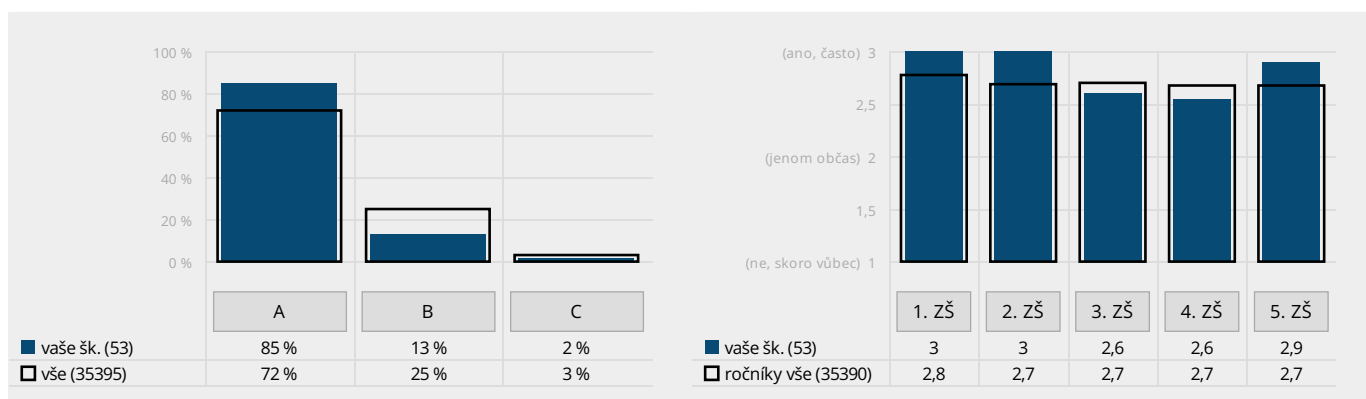 100 %
80 %
60 %
40 %
20 %
0 %
A B C
vaše šk. (53) 85 % 13 % 2 %
vše (35395) 72 % 25 % 3 %
(ano, často) 3
2,5
(jenom občas) 2
1,5
(ne, skoro vůbec) 1
1. ZŠ 2. ZŠ 3. ZŠ 4. ZŠ 5. ZŠ
vaše šk. (53) 3 3 2,6 2,6 2,9
ročníky vše (35390) 2,8 2,7 2,7 2,7 2,7